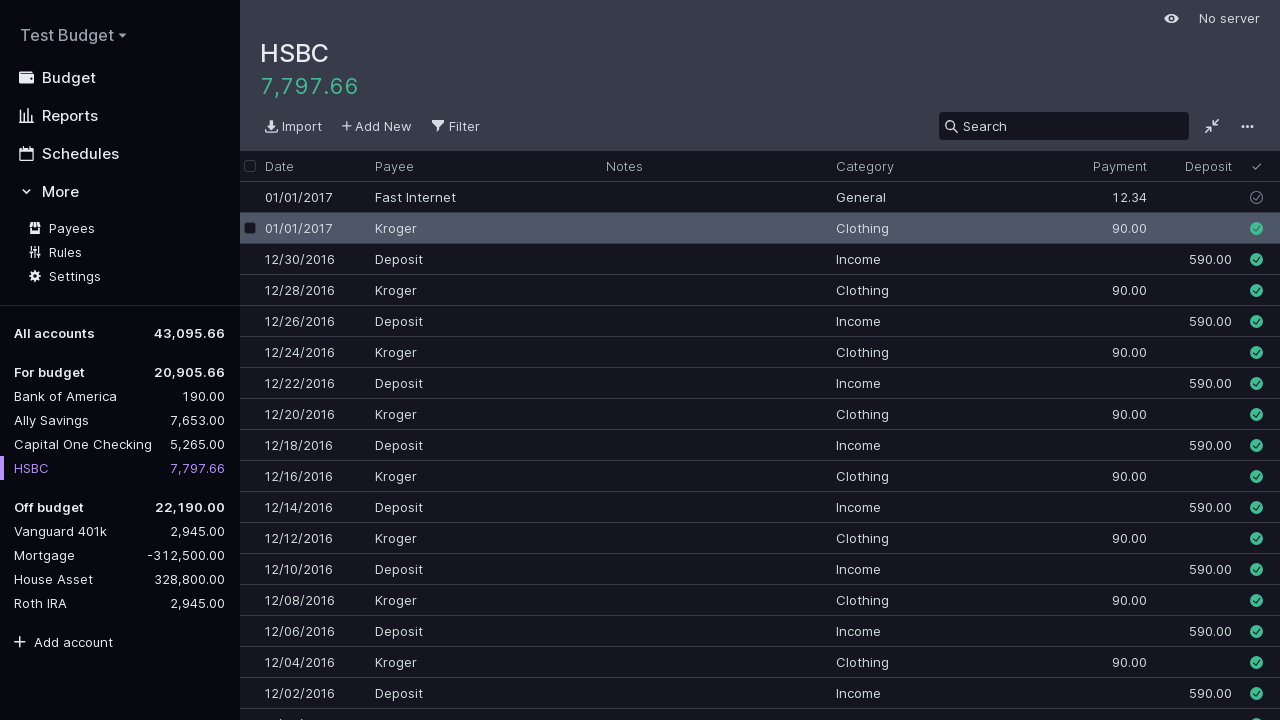 Test Budget
Budget
Reports
Schedules
More
Payees
Rules
Settings
All accounts 43,095.66
For budget 20,905.66
Bank of America 190.00
Ally Savings 7,653.00
Capital One Checking 5,265.00
HSBC 7,797.66
Off budget 22,190.00
Vanguard 401k 2,945.00
Mortgage -312,500.00
House Asset 328,800.00
Roth IRA 2,945.00
Add account
No server
HSBC
7,797.66
Import Add New Filter Search
Date Payee Notes Category Payment Deposit
01/01/2017 Fast Internet General 12.34
01/01/2017 Kroger Clothing 90.00
12/30/2016 Deposit Income 590.00
12/28/2016 Kroger Clothing 90.00
12/26/2016 Deposit Income 590.00
12/24/2016 Kroger Clothing 90.00
12/22/2016 Deposit Income 590.00
12/20/2016 Kroger Clothing 90.00
12/18/2016 Deposit Income 590.00
12/16/2016 Kroger Clothing 90.00
12/14/2016 Deposit Income 590.00
12/12/2016 Kroger Clothing 90.00
12/10/2016 Deposit Income 590.00
12/08/2016 Kroger Clothing 90.00
12/06/2016 Deposit Income 590.00
12/04/2016 Kroger Clothing 90.00
12/02/2016 Deposit Income 590.00